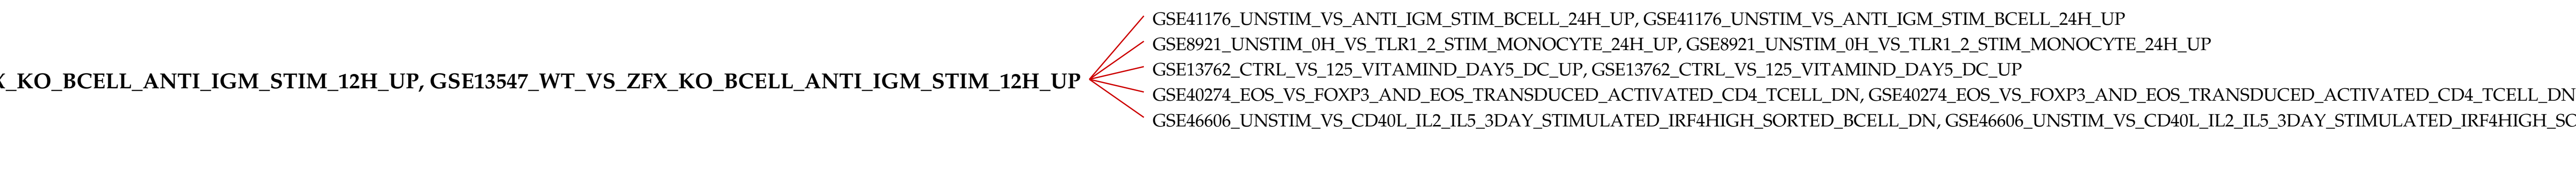 GSE41176_UNSTIM_VS_ANTI_IGM_STIM_BCELL_24H_UP, GSE41176_UNSTIM_VS_ANTI_IGM_STIM_BCELL_24H_UP
GSE8921_UNSTIM_0H_VS_TLR1_2_STIM_MONOCYTE_24H_UP, GSE8921_UNSTIM_0H_VS_TLR1_2_STIM_MONOCYTE_24H_UP
GSE13762_CTRL_VS_125_VITAMIND_DAY5_DC_UP, GSE13762_CTRL_VS_125_VITAMIND_DAY5_DC_UP
X_KO_BCELL_ANTI_IGM_STIM_12H_UP, GSE13547_WT_VS_ZFX_KO_BCELL_ANTI_IGM_STIM_12H_UP
GSE40274_EOS_VS_FOXP3_AND_EOS_TRANSDUCED_ACTIVATED_CD4_TCELL_DN, GSE40274_EOS_VS_FOXP3_AND_EOS_TRANSDUCED_ACTIVATED_CD4_TCELL_DN
GSE46606_UNSTIM_VS_CD40L_IL2_IL5_3DAY_STIMULATED_IRF4HIGH_SORTED_BCELL_DN, GSE46606_UNSTIM_VS_CD40L_IL2_IL5_3DAY_STIMULATED_IRF4HIGH_SO